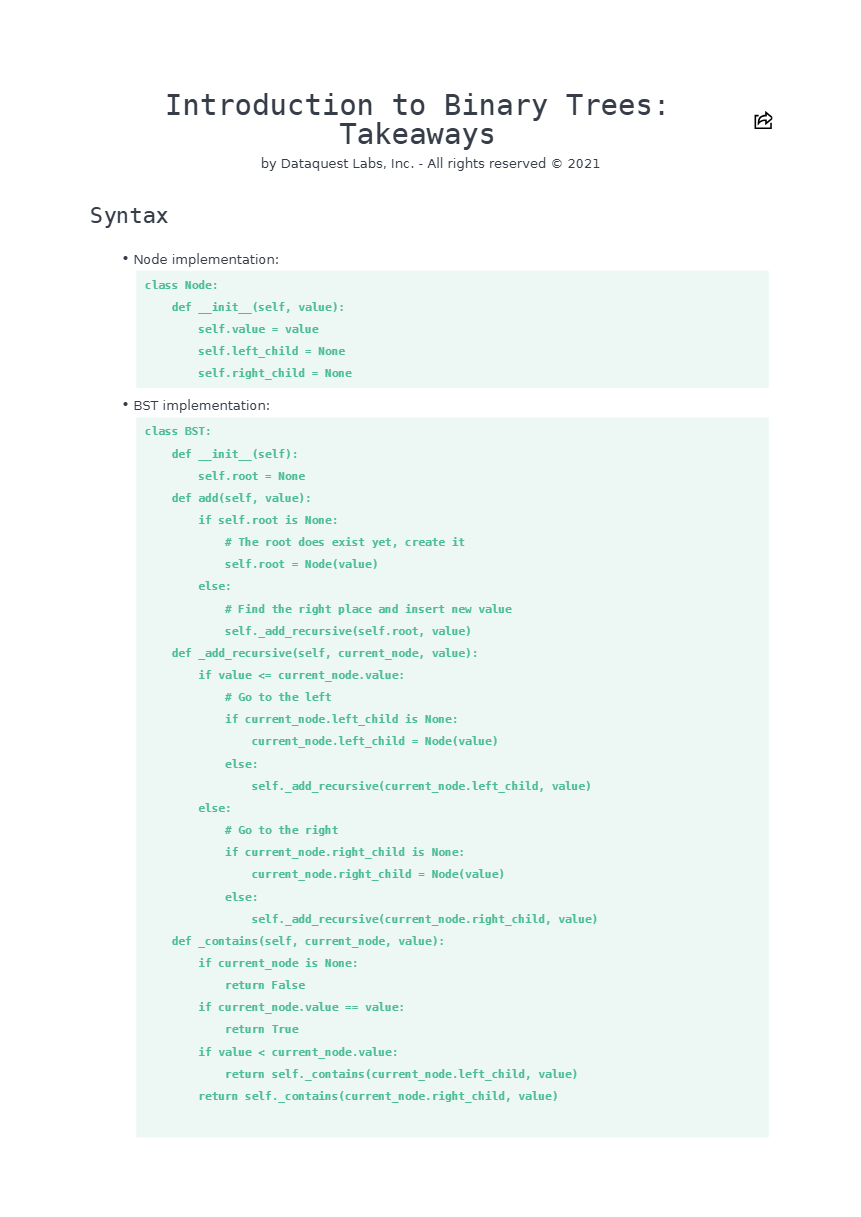 Introduction to Binary Trees:
Takeaways
by Dataquest Labs, Inc. - All rights reserved © 2021
Syntax
• Node implementation:
class Node:
    def __init__(self, value):
        self.value = value
        self.left_child = None
        self.right_child = None
• BST implementation:
class BST:
    def __init__(self):
        self.root = None
    def add(self, value):
        if self.root is None:
            # The root does exist yet, create it
            self.root = Node(value)
        else:
            # Find the right place and insert new value
            self._add_recursive(self.root, value)
    def _add_recursive(self, current_node, value):
        if value <= current_node.value:
            # Go to the left
            if current_node.left_child is None:
                current_node.left_child = Node(value)
            else:
                self._add_recursive(current_node.left_child, value)
        else:
            # Go to the right
            if current_node.right_child is None:
                current_node.right_child = Node(value)
            else:
                self._add_recursive(current_node.right_child, value)
    def _contains(self, current_node, value):
        if current_node is None:
            return False
        if current_node.value == value:
            return True
        if value < current_node.value:
            return self._contains(current_node.left_child, value)
        return self._contains(current_node.right_child, value)